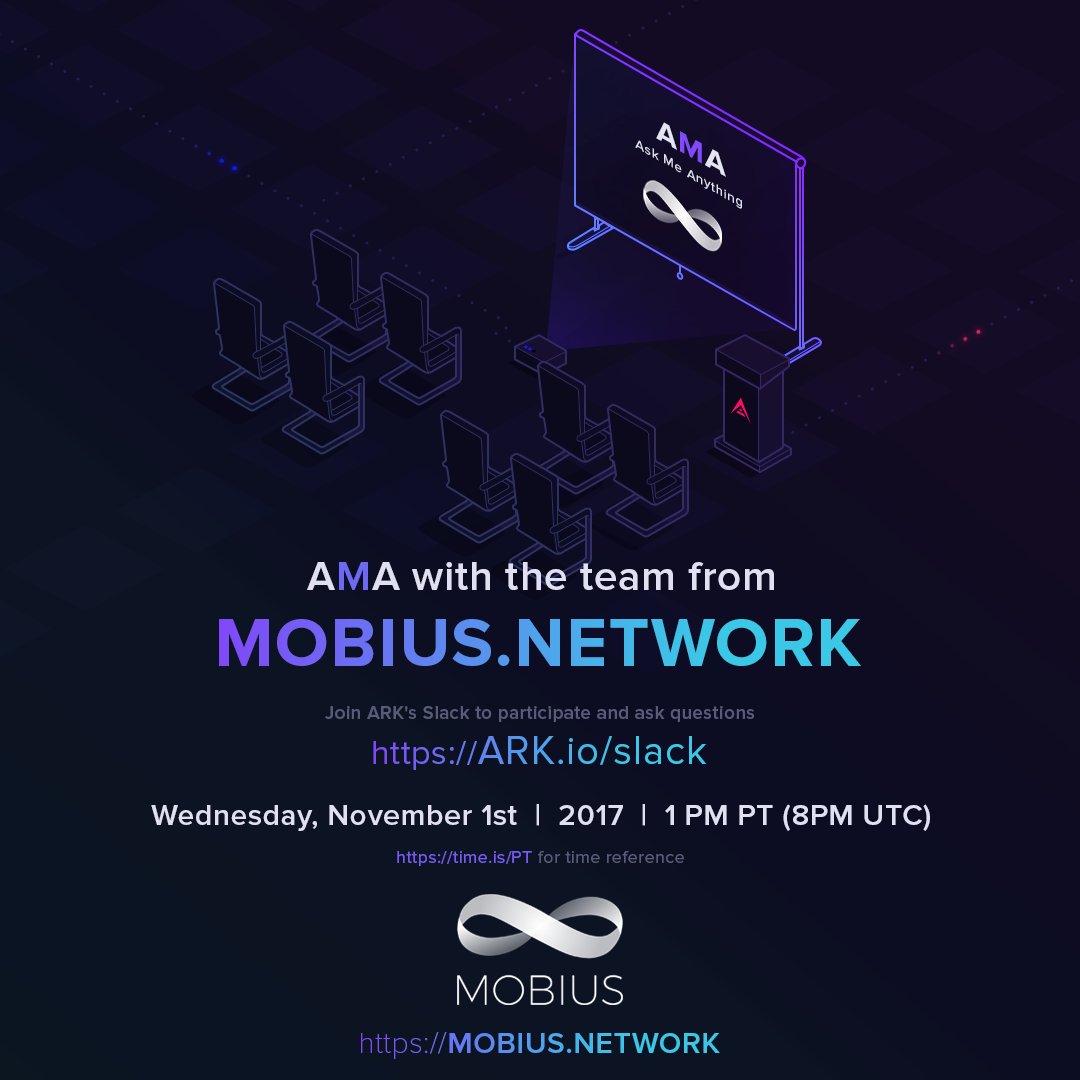 AMA
Ask Me Anything
AMA with the team from
MOBIUS.NETWORK
Join ARK's Slack to participate and ask questions
https://ARK.io/slack
Wednesday, November 1st | 2017 | 1 PM PT (8PM UTC)
https://time.is/PT for time reference
MOBIUS
https://MOBIUS.NETWORK